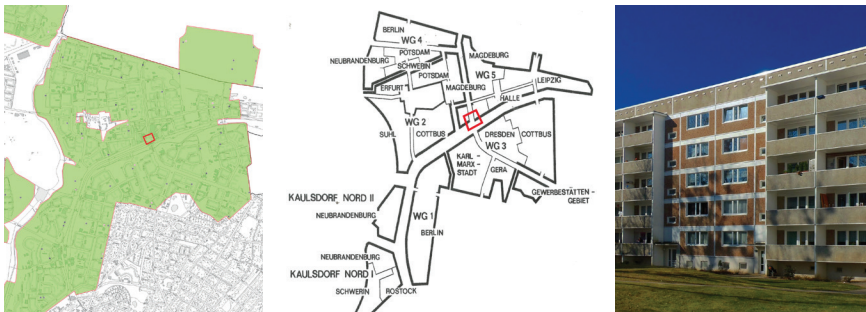 BERLIN
WG 4
POTSDAM
MAGDEBURG
NEUBRANDENBURG
SCHWERIN
POTSDAM
WG 5
LEIPZIG
ERFURT
MAGDEBURG
HALLE
WG 2
SUHL
COTTBUS
DRESDEN
COTTBUS
WG 3
KARL –
MARX –
STADT
GERA
GEWERBESTÄTTEN –
GEBIET
KAULSDORF NORD II
NEUBRANDENBURG
WG 1
BERLIN
NEUBRANDENBURG
KAULSDORF NORD I
SCHWERIN
ROSTOCK